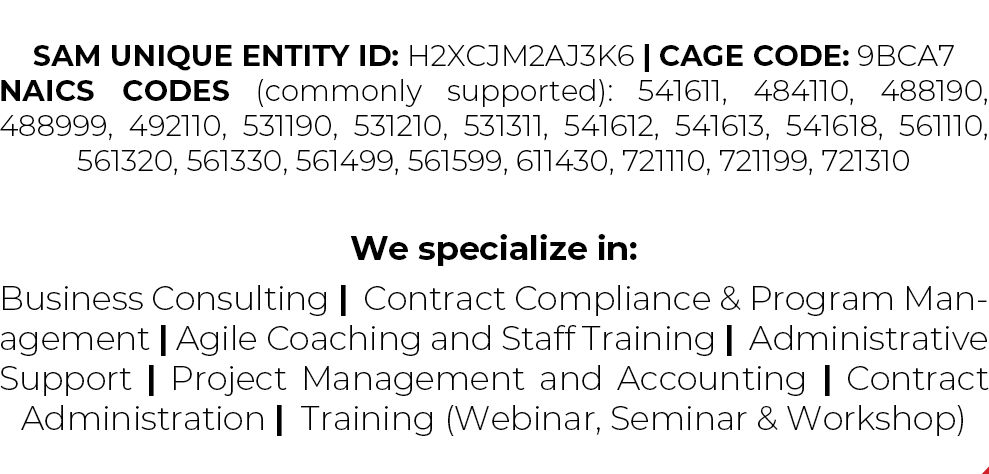 SAM UNIQUE ENTITY ID: H2XCJM2AJ3K6 | CAGE CODE: 9BCA7
NAICS CODES (commonly supported): 541611, 484110, 488190,
488999, 492110, 531190, 531210, 531311, 541612, 541613, 541618, 561110,
561320, 561330, 561499, 561599, 611430, 721110, 721199, 721310
We specialize in:
Business Consulting | Contract Compliance & Program Man-
agement | Agile Coaching and Staff Training | Administrative
Support | Project Management and Accounting | Contract
Administration | Training (Webinar, Seminar & Workshop)